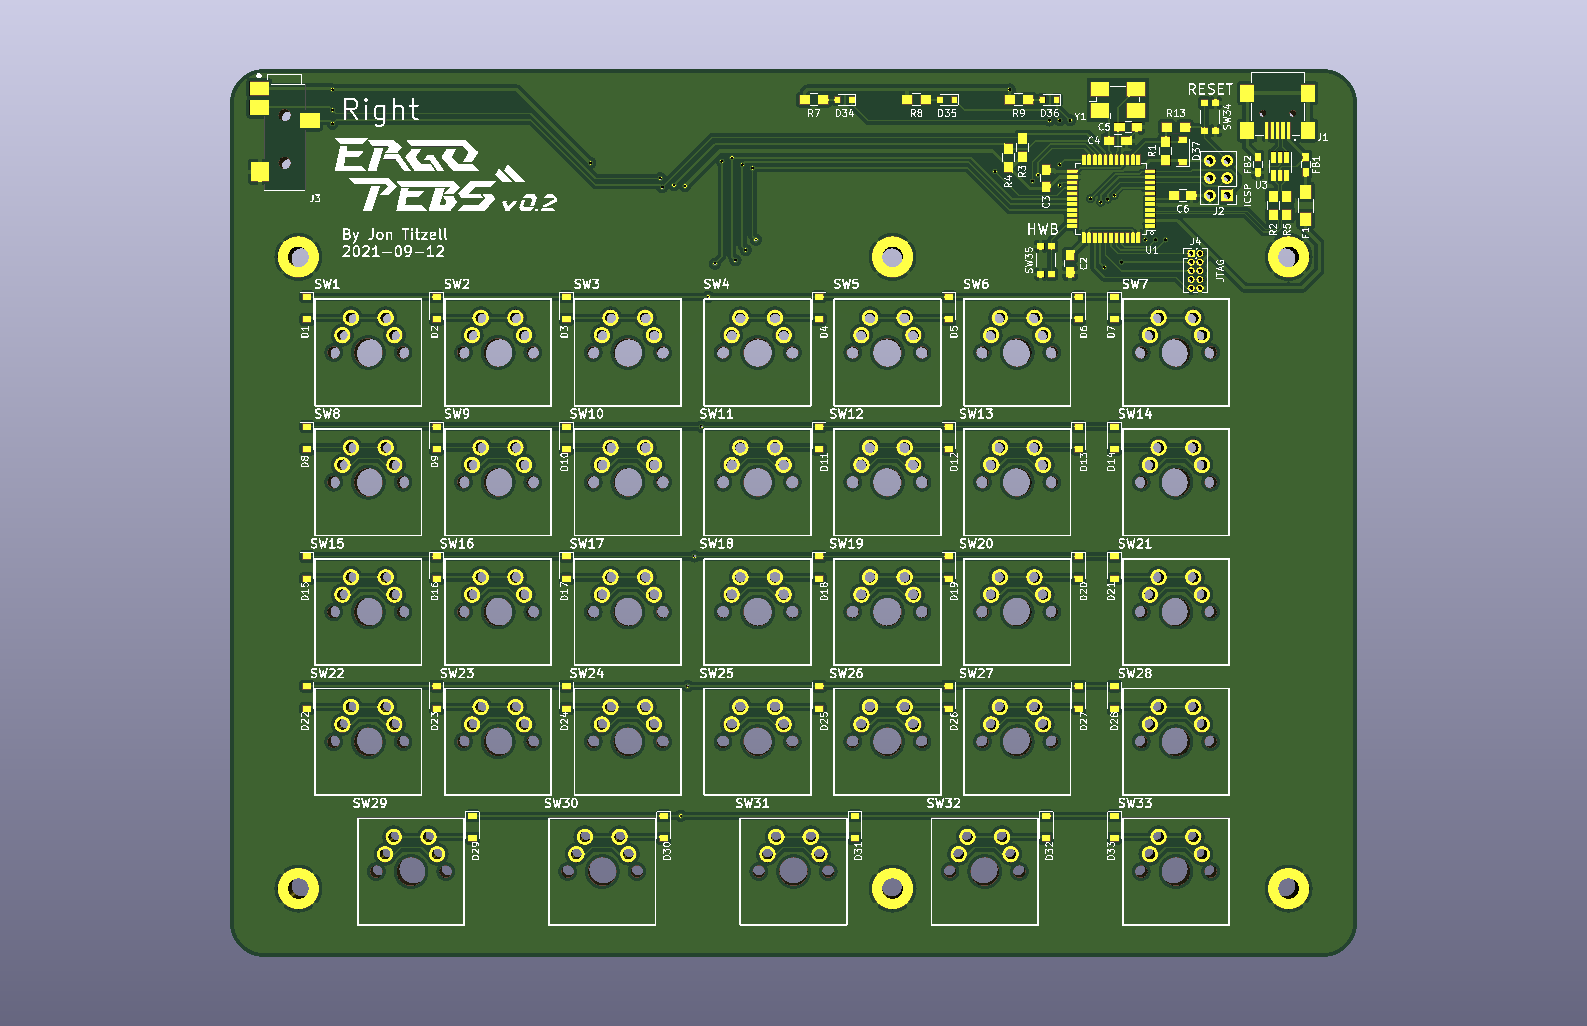 Right
ERGO
PEBS v0.2
By Jon Titzell
2021-09-12
J3
R7 D34 R8 D35 R9 D36
Y1 C5 C4 R13 RESET SW34 J1
R4 R3 C3 R1 D37 FB2 U3 FB1
C6 J2 ICSP R2 R5 F1
HWB SW35 C2 U1 J4 JTAG
SW1 SW2 SW3 SW4 SW5 SW6 SW7
D1 D2 D3 D4 D5 D6 D7
SW8 SW9 SW10 SW11 SW12 SW13 SW14
D8 D9 D10 D11 D12 D13 D14
SW15 SW16 SW17 SW18 SW19 SW20 SW21
D15 D16 D17 D18 D19 D20 D21
SW22 SW23 SW24 SW25 SW26 SW27 SW28
D22 D23 D24 D25 D26 D27 D28
SW29 SW30 SW31 SW32 SW33
D29 D30 D31 D32 D33